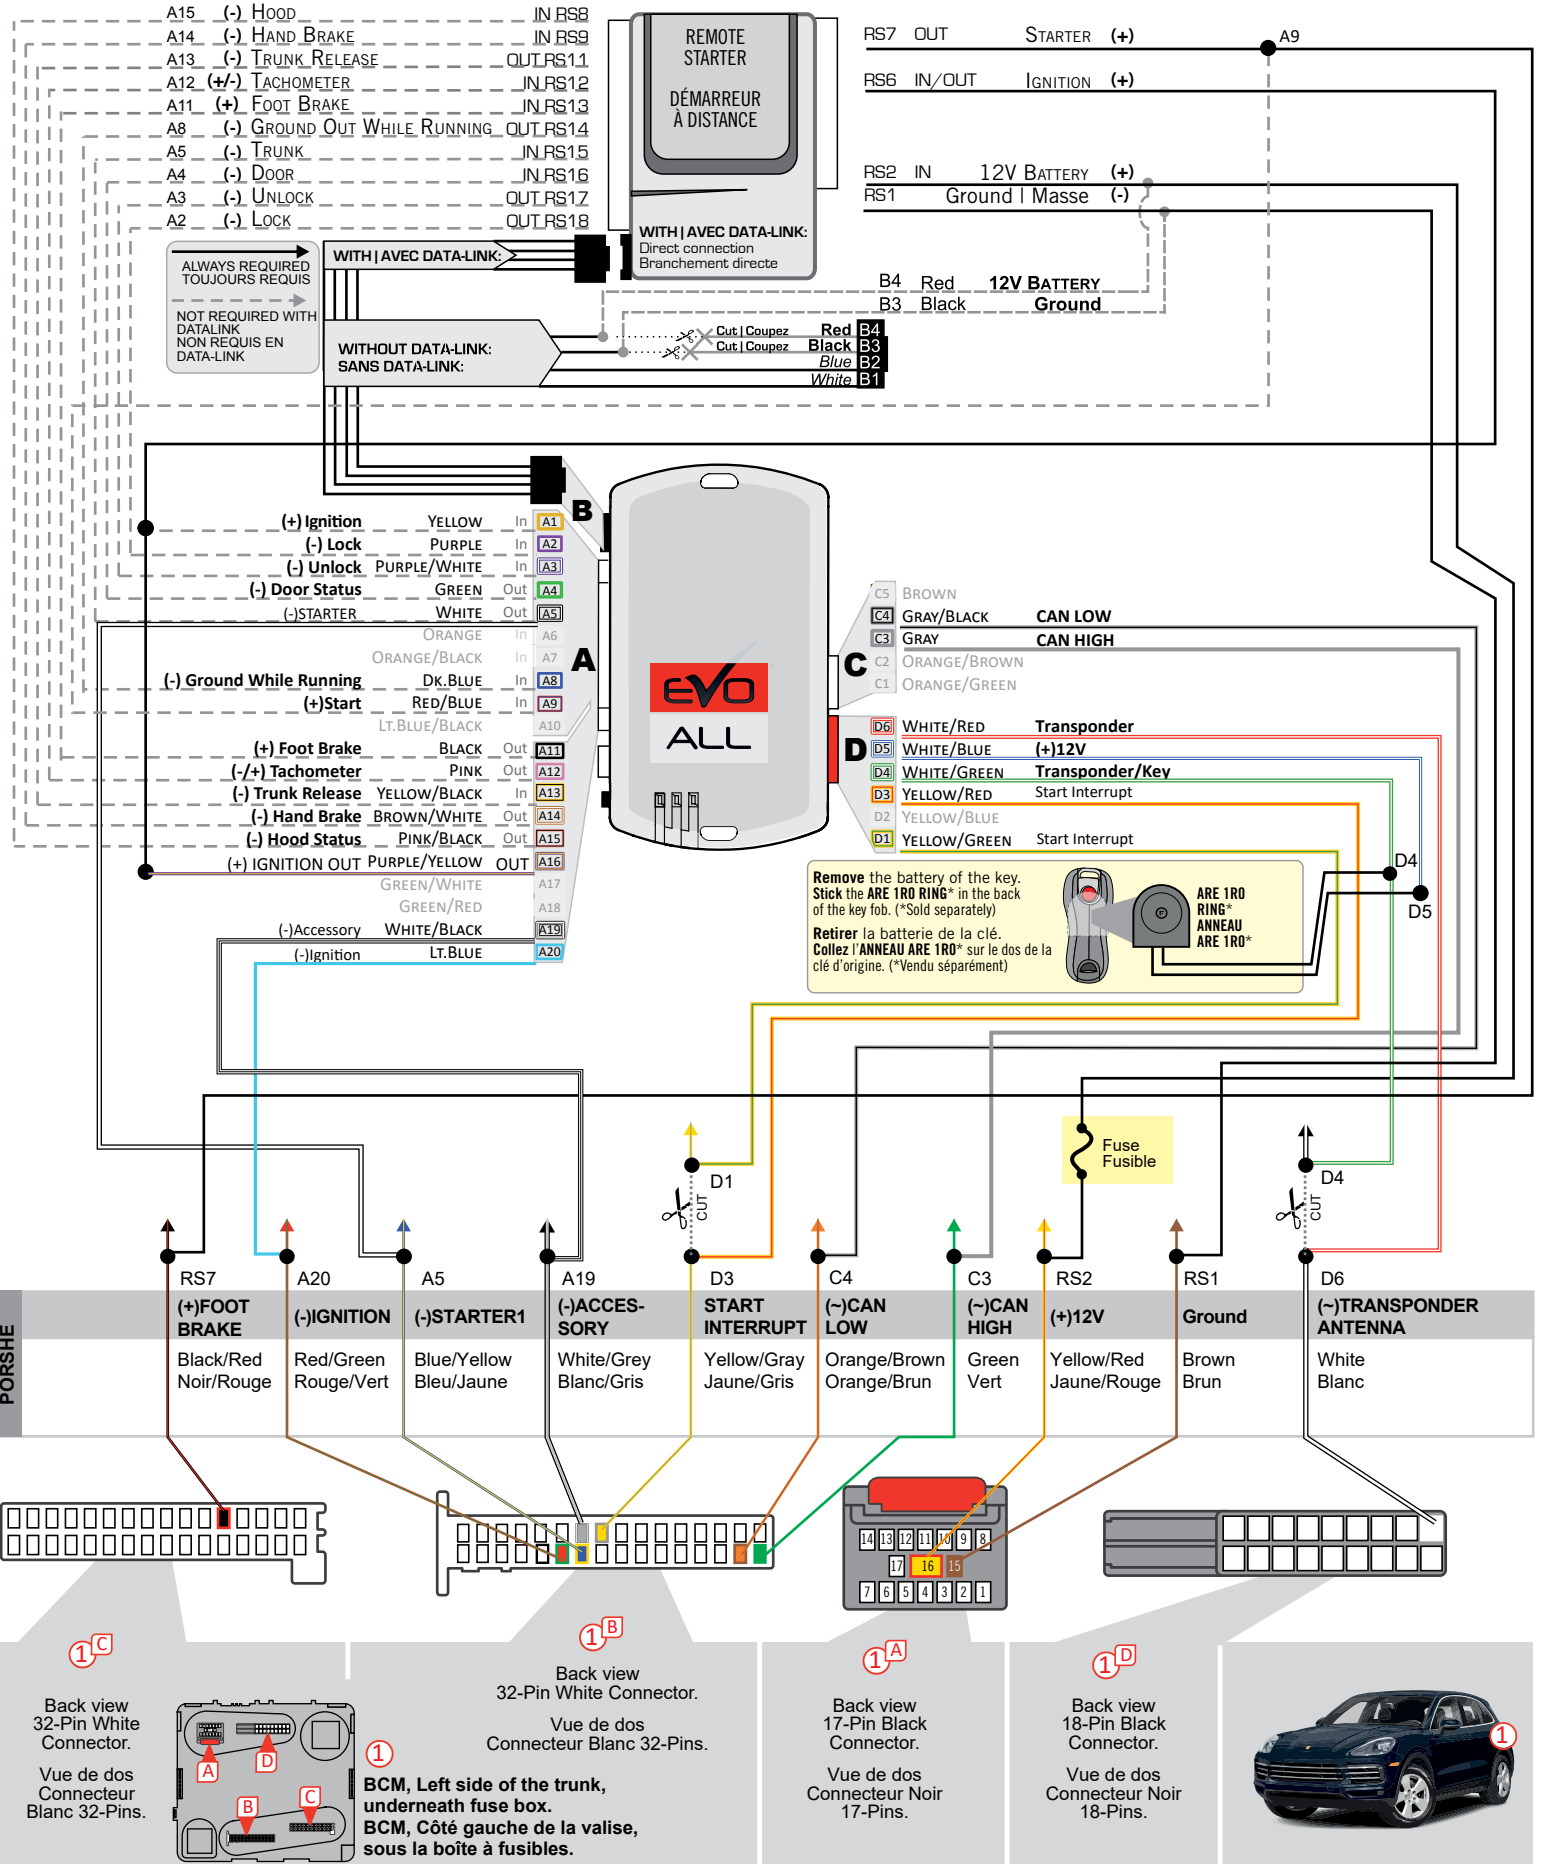 A15 (-) HOOD IN RS8
A14 (-) HAND BRAKE IN RS9
A13 (-) TRUNK RELEASE OUT RS11
A12 (+/-) TACHOMETER IN RS12
A11 (+) FOOT BRAKE IN RS13
A8 (-) GROUND OUT WHILE RUNNING OUT RS14
A5 (-) TRUNK IN RS15
A4 (-) DOOR IN RS16
A3 (-) UNLOCK OUT RS17
A2 (-) LOCK OUT RS18
REMOTE
STARTER
DÉMARREUR
À DISTANCE
WITH | AVEC DATA-LINK:
Direct connection
Branchement directe
RS7 OUT STARTER (+)
A9
RS6 IN/OUT IGNITION (+)
RS2 IN 12V BATTERY (+)
RS1 Ground | Masse (-)
ALWAYS REQUIRED
TOUJOURS REQUIS
NOT REQUIRED WITH
DATALINK
NON REQUIS EN
DATA-LINK
WITH | AVEC DATA-LINK:
WITHOUT DATA-LINK:
SANS DATA-LINK:
B4 Red 12V BATTERY
B3 Black Ground
Cut | Coupez Red B4
Cut | Coupez Black B3
Blue B2
White B1
B
(+) Ignition YELLOW In A1
(-) Lock PURPLE In A2
(-) Unlock PURPLE/WHITE In A3
(-) Door Status GREEN Out A4
(-)STARTER WHITE Out A5
ORANGE In A6
ORANGE/BLACK In A7
A
(-) Ground While Running DK.BLUE In A8
(+)Start RED/BLUE In A9
LT.BLUE/BLACK A10
(+) Foot Brake BLACK Out A11
(-/+) Tachometer PINK Out A12
(-) Trunk Release YELLOW/BLACK In A13
(-) Hand Brake BROWN/WHITE Out A14
(-) Hood Status PINK/BLACK Out A15
(+) IGNITION OUT PURPLE/YELLOW OUT A16
GREEN/WHITE A17
GREEN/RED A18
(-)Accessory WHITE/BLACK A19
(-)Ignition LT.BLUE A20
EVO
ALL
C
C5 BROWN
C4 GRAY/BLACK CAN LOW
C3 GRAY CAN HIGH
C2 ORANGE/BROWN
C1 ORANGE/GREEN
D
D6 WHITE/RED Transponder
D5 WHITE/BLUE (+)12V
D4 WHITE/GREEN Transponder/Key
D3 YELLOW/RED Start Interrupt
D2 YELLOW/BLUE
D1 YELLOW/GREEN Start Interrupt
Remove the battery of the key.
Stick the ARE 1RO RING* in the back
of the key fob. (*Sold separately)
Retirer la batterie de la clé.
Collez l'ANNEAU ARE 1RO* sur le dos de la
clé d'origine. (*Vendu séparément)
ARE 1RO
RING*
ANNEAU
ARE 1RO*
D4
D5
D1
CUT
Fuse
Fusible
D4
CUT
RS7 A20 A5 A19 D3 C4 C3 RS2 RS1 D6
PORSHE
(+)FOOT
BRAKE
(-)IGNITION
(-)STARTER1
(-)ACCES-
SORY
START
INTERRUPT
(~)CAN
LOW
(~)CAN
HIGH
(+)12V
Ground
(~)TRANSPONDER
ANTENNA
Black/Red
Noir/Rouge
Red/Green
Rouge/Vert
Blue/Yellow
Bleu/Jaune
White/Grey
Blanc/Gris
Yellow/Gray
Jaune/Gris
Orange/Brown
Orange/Brun
Green
Vert
Yellow/Red
Jaune/Rouge
Brown
Brun
White
Blanc
14 13 12 11 10 9 8
17 16 15
7 6 5 4 3 2 1
1 C
Back view
32-Pin White
Connector.
Vue de dos
Connecteur
Blanc 32-Pins.
A
D
B
C
1 B
Back view
32-Pin White Connector.
Vue de dos
Connecteur Blanc 32-Pins.
1
BCM, Left side of the trunk,
underneath fuse box.
BCM, Côté gauche de la valise,
sous la boîte à fusibles.
1 A
Back view
17-Pin Black
Connector.
Vue de dos
Connecteur Noir
17-Pins.
1 D
Back view
18-Pin Black
Connector.
Vue de dos
Connecteur Noir
18-Pins.
1